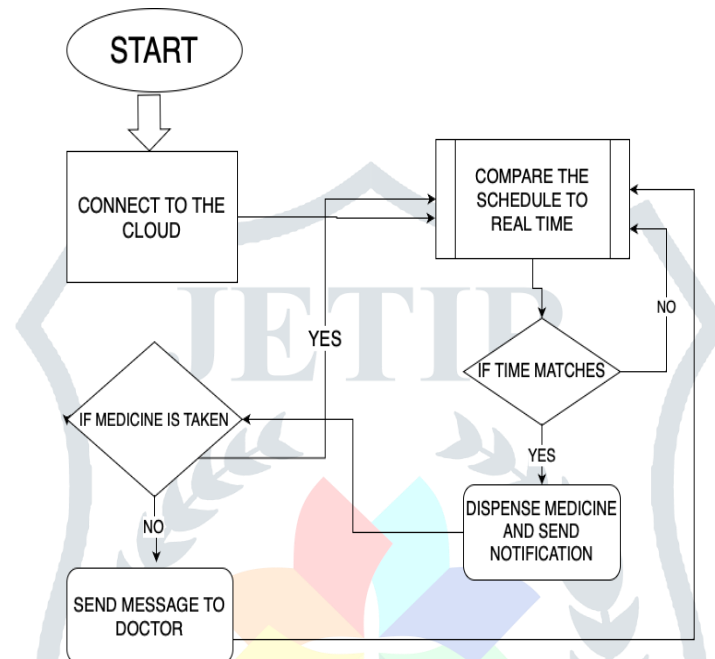 START
CONNECT TO THE
CLOUD
COMPARE THE
SCHEDULE TO
REAL TIME
NO
IF TIME MATCHES
YES
YES
DISPENSE MEDICINE
AND SEND
NOTIFICATION
IF MEDICINE IS TAKEN
NO
SEND MESSAGE TO
DOCTOR
JETIR